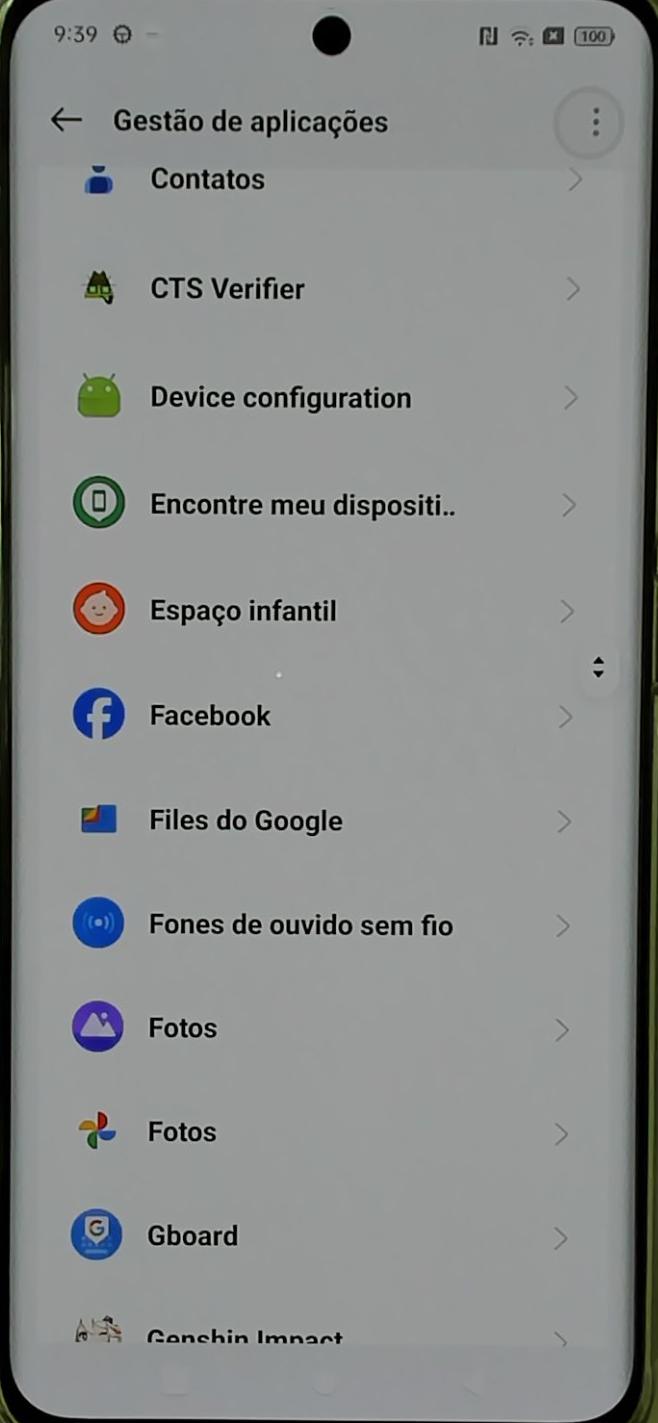 9:39
100
Gestão de aplicações
Contatos
CTS Verifier
Device configuration
Encontre meu dispositi..
Espaço infantil
Facebook
Files do Google
Fones de ouvido sem fio
Fotos
Fotos
Gboard
Genshin Impact